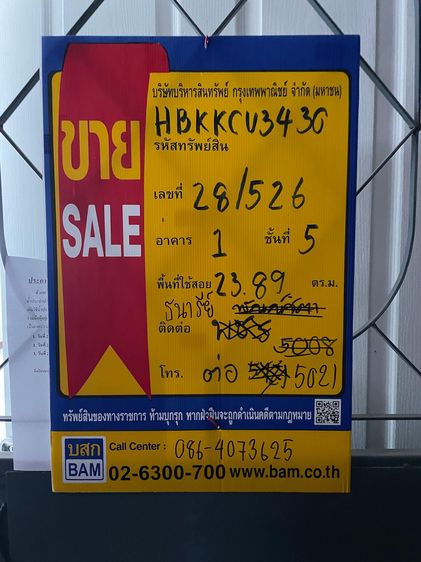 บริษัทบริหารสินทรัพย์ กรุงเทพพาณิชย์ จำกัด (มหาชน)
ขาย
SALE
HBKKCU3430
รหัสทรัพย์สิน
เลขที่ 28/526
อาคาร 1 ชั้นที่ 5
พื้นที่ใช้สอย 23.89 ตร.ม.
ธนารีย์
ติดต่อ
5008
โทร. ต่อ 5021
ทรัพย์สินของทางราชการ ห้ามบุกรุก หากฝ่าฝืนจะถูกดำเนินคดีตามกฎหมาย
บสก
BAM
Call Center : 086-4073625
02-6300-700 www.bam.co.th